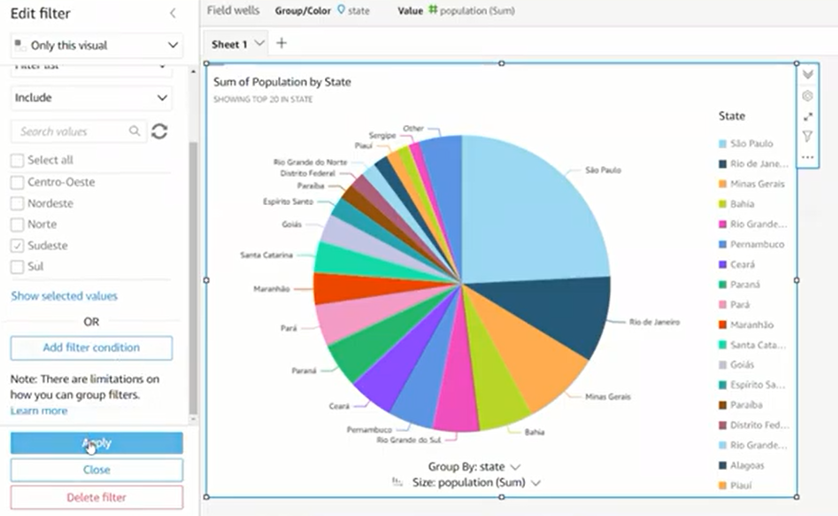 Edit filter
Only this visual
Filter list
Include
Search values
Select all
Centro-Oeste
Nordeste
Norte
Sudeste
Sul
Show selected values
OR
Add filter condition
Note: There are limitations on
how you can group filters.
Learn more
Apply
Close
Delete filter
Field wells Group/Color state Value population (Sum)
Sheet 1
Sum of Population by State
SHOWING TOP 20 IN STATE
Other
Sergipe
Piauí
Rio Grande do Norte
Distrito Federal
Paraíba
Espírito Santo
Goiás
Santa Catarina
Maranhão
Pará
Paraná
Ceará
Pernambuco
Rio Grande do Sul
Bahia
Minas Gerais
Rio de Janeiro
São Paulo
Group By: state
Size: population (Sum)
State
São Paulo
Rio de Jane...
Minas Gerais
Bahia
Rio Grande...
Pernambuco
Ceará
Paraná
Pará
Maranhão
Santa Cata...
Goiás
Espírito Sa...
Paraíba
Distrito Fed...
Rio Grande...
Alagoas
Piauí